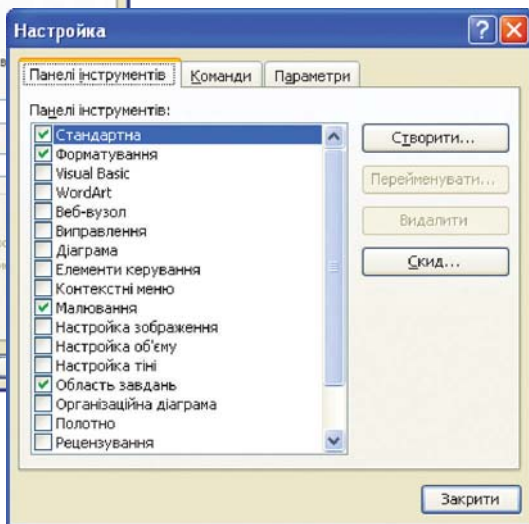 Настройка
Панелі інструментів
Команди
Параметри
Панелі інструментів:
Стандартна
Форматування
Visual Basic
WordArt
Веб-вузол
Виправлення
Діаграма
Елементи керування
Контекстні меню
Малювання
Настройка зображення
Настройка об'єму
Настройка тіні
Область завдань
Організаційна діаграма
Полотно
Рецензування
Створити...
Перейменувати...
Видалити
Скид...
Закрити